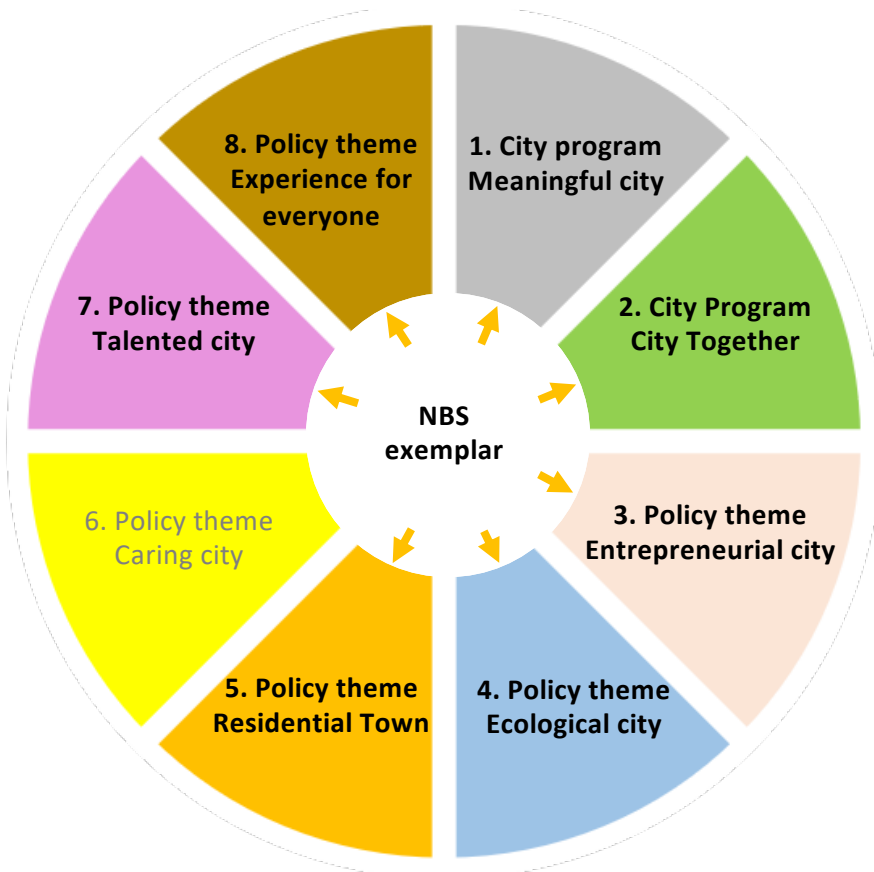 1. City program
Meaningful city
2. City Program
City Together
3. Policy theme
Entrepreneurial city
4. Policy theme
Ecological city
5. Policy theme
Residential Town
6. Policy theme
Caring city
7. Policy theme
Talented city
8. Policy theme
Experience for
everyone
NBS
exemplar